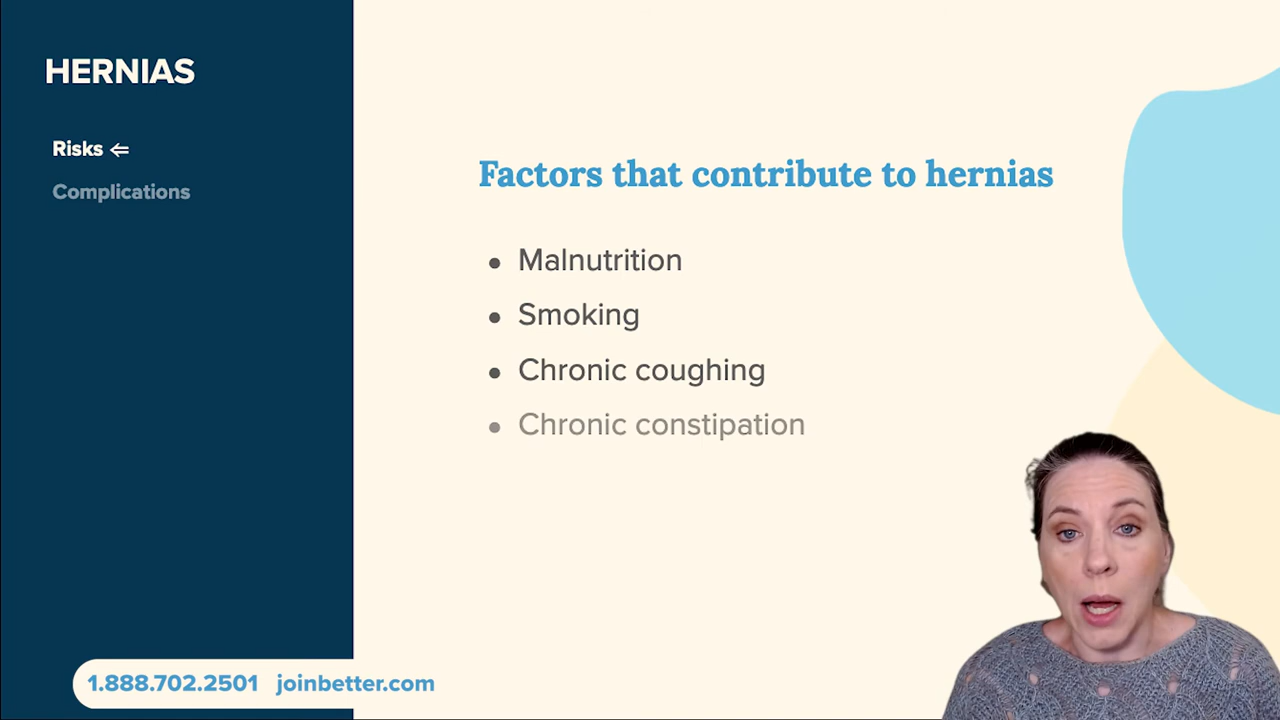 HERNIAS
Risks ⇐
Complications
Factors that contribute to hernias
• Malnutrition
• Smoking
• Chronic coughing
• Chronic constipation
1.888.702.2501 joinbetter.com